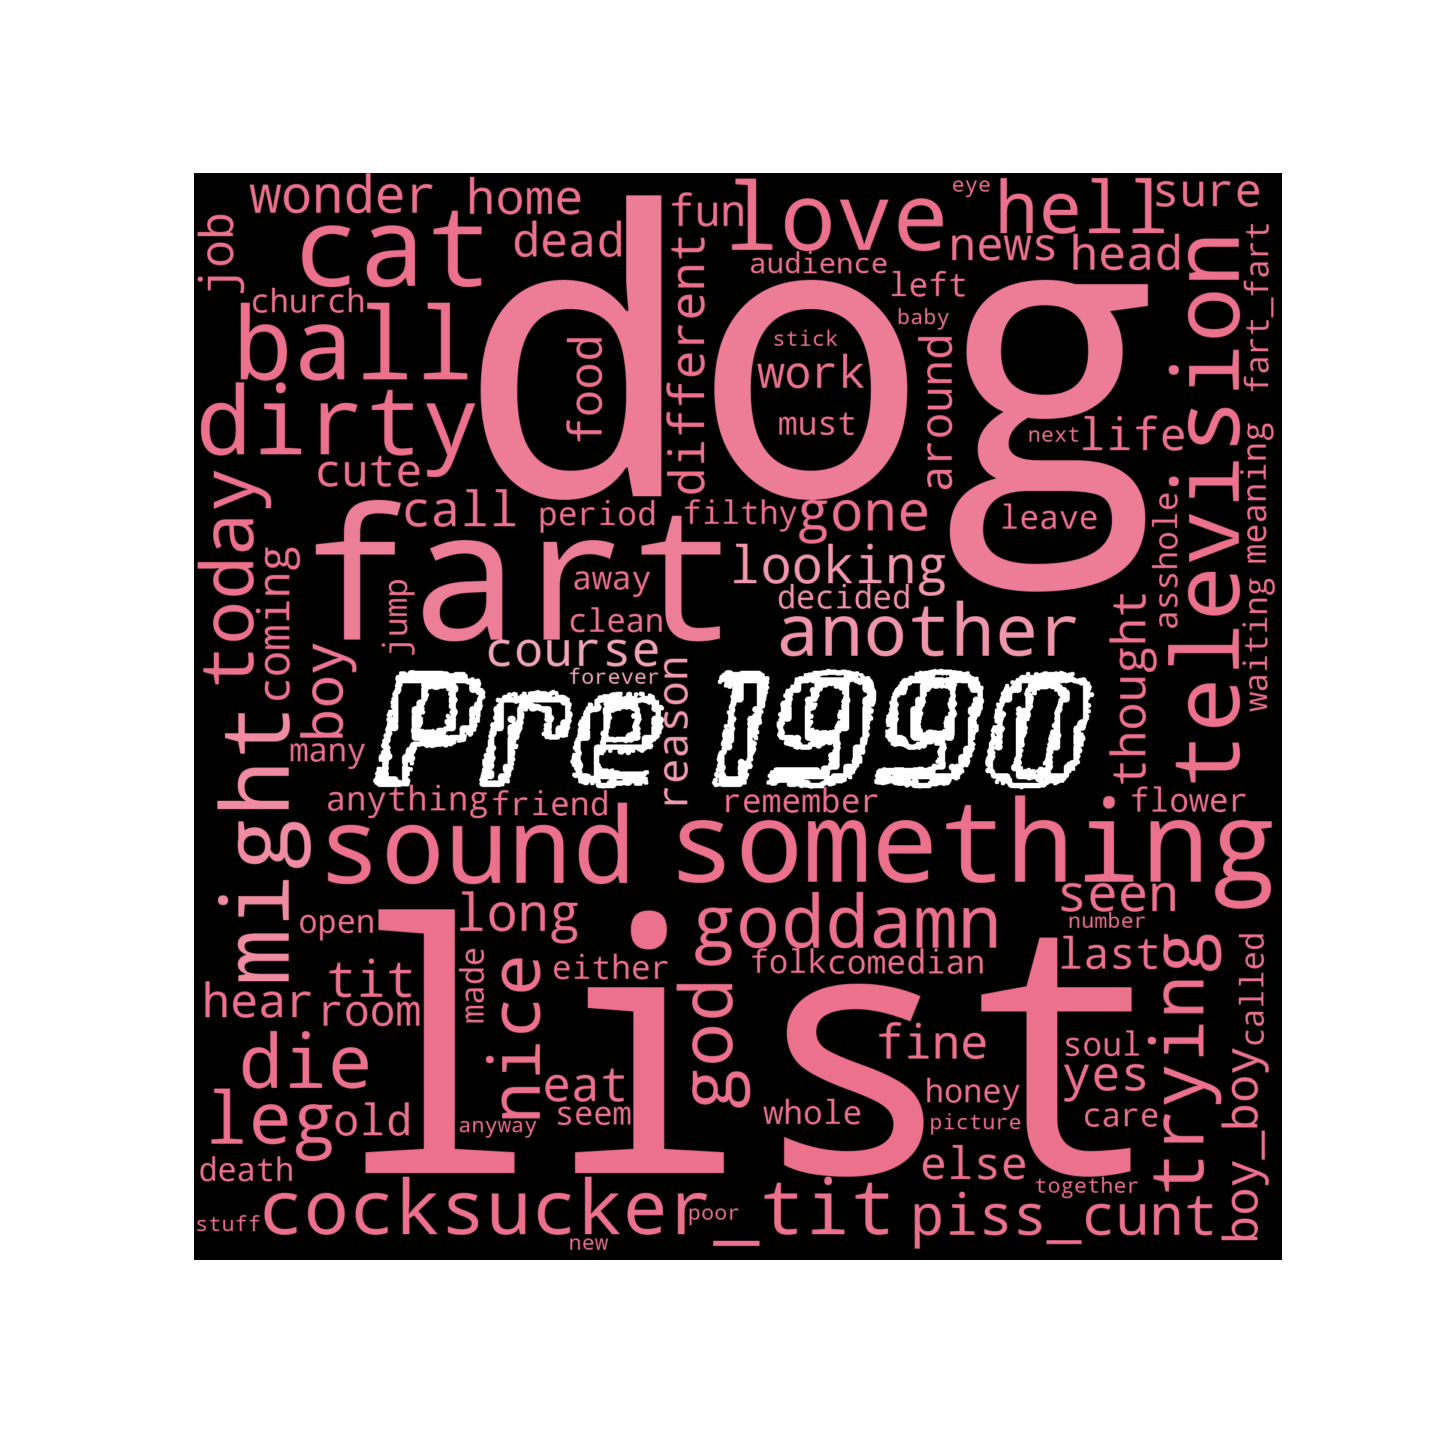 wonder
home
fun
love
eye
hell
sure
job
cat
dead
different
audience
news
head
church
left
baby
television
fart_fart
ball
food
stick
work
must
around
next
life
dirty
cute
call
period
filthy
gone
leave
asshole
meaning
today
coming
fart
away
looking
decided
another
thought
waiting
boy
jump
clean
course
forever
reason
Pre 1990
might
many
anything
friend
remember
flower
sound
something
seen
open
long
goddamn
number
hear
tit
room
made
nice
either
god
folk
comedian
last
trying
called
list
die
eat
fine
soul
yes
leg
old
anyway
seem
whole
honey
picture
care
boy_boy
death
else
together
stuff
cocksucker_tit
poor
piss_cunt
new